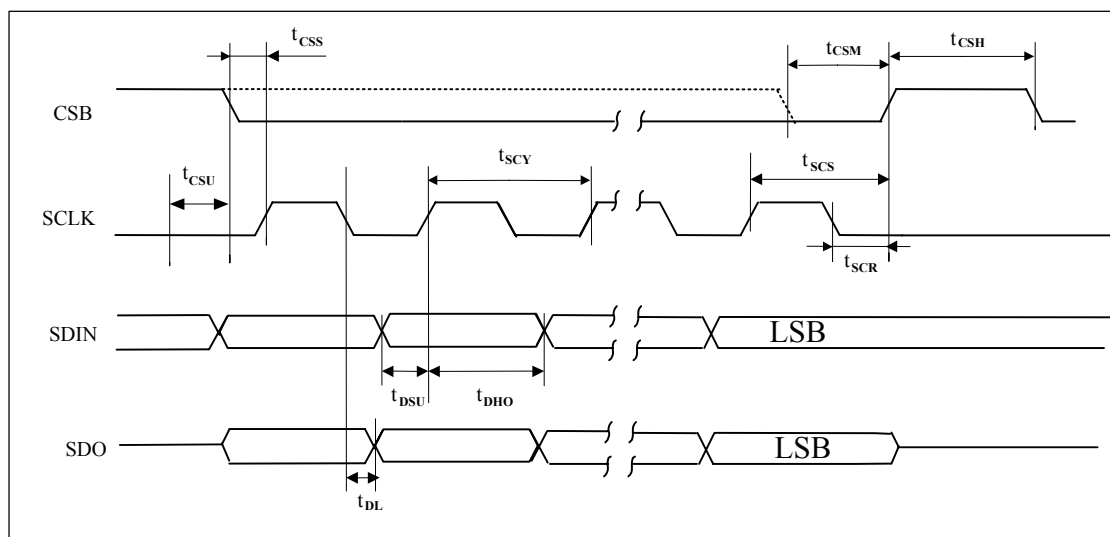 tCSS
tCSM
tCSH
CSB
tCSU
tSCY
tSCS
SCLK
tSCR
SDIN
LSB
tDSU
tDHO
SDO
LSB
tDL